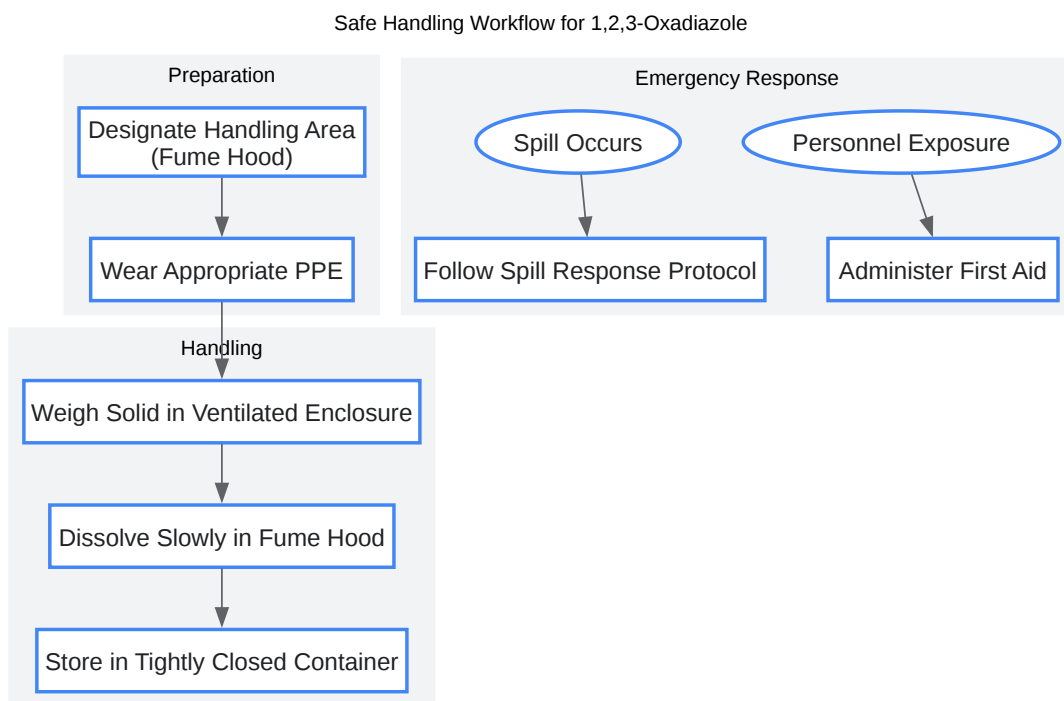 Safe Handling Workflow for 1,2,3-Oxadiazole
Preparation
Designate Handling Area
(Fume Hood)
Wear Appropriate PPE
Handling
Weigh Solid in Ventilated Enclosure
Dissolve Slowly in Fume Hood
Store in Tightly Closed Container
Emergency Response
Spill Occurs
Follow Spill Response Protocol
Personnel Exposure
Administer First Aid